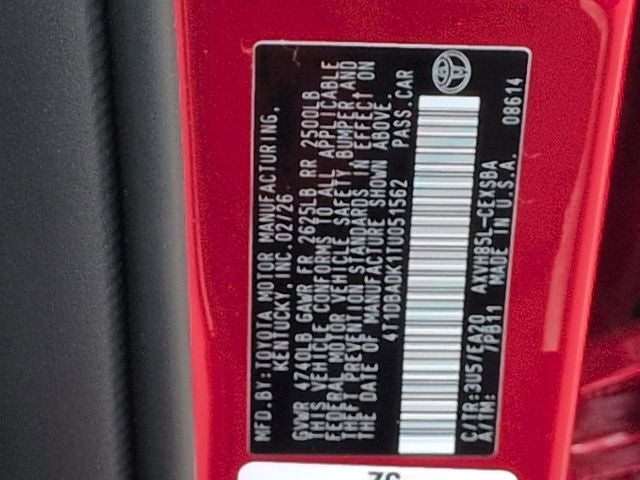 MFD.BY:TOYOTA MOTOR MANUFACTURING,
KENTUCKY, INC.02/26
GVWR 4740LB GAWR FR 2625LB RR 2500LB
THIS VEHICLE CONFORMS TO ALL APPLICABLE
FEDERAL MOTOR VEHICLE SAFETY, BUMPER AND
THEFT PREVENTION STANDARDS IN EFFECT ON
THE DATE OF MANUFACTURE SHOWN ABOVE.
4T1DBADK1TU051562 PASS.CAR
C/TR:3U5/EA20 AXVH85L-CEXSBA
A/TM: 7PB11 MADE IN U.S.A. 08614